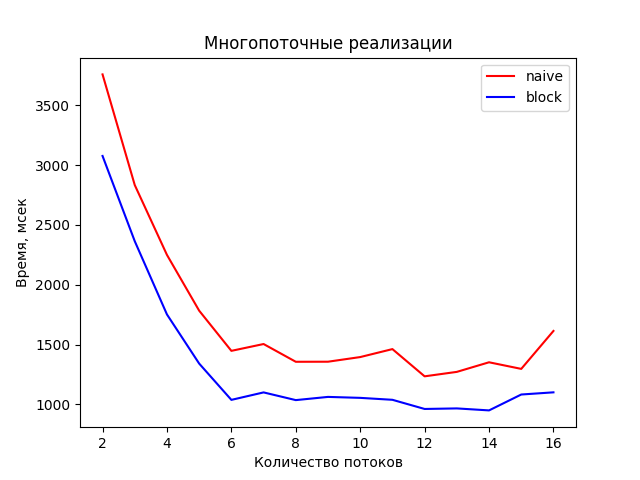 Многопоточные реализации
naive
block
3500
3000
2500
2000
1500
1000
Время, мсек
2 4 6 8 10 12 14 16
Количество потоков